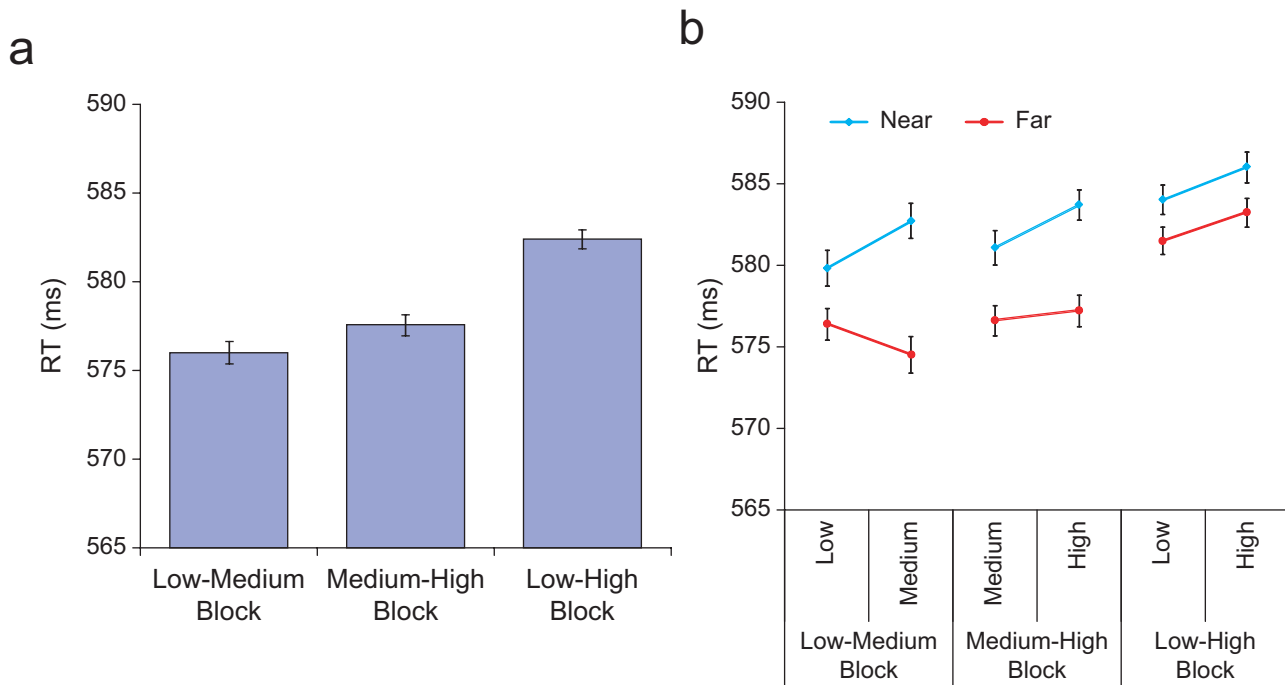 a
590
585
580
575
570
565
RT (ms)
Low-Medium
Block
Medium-High
Block
Low-High
Block
b
590
585
580
575
570
565
RT (ms)
Near
Far
Low
Medium
Medium
High
Low
High
Low-Medium
Block
Medium-High
Block
Low-High
Block